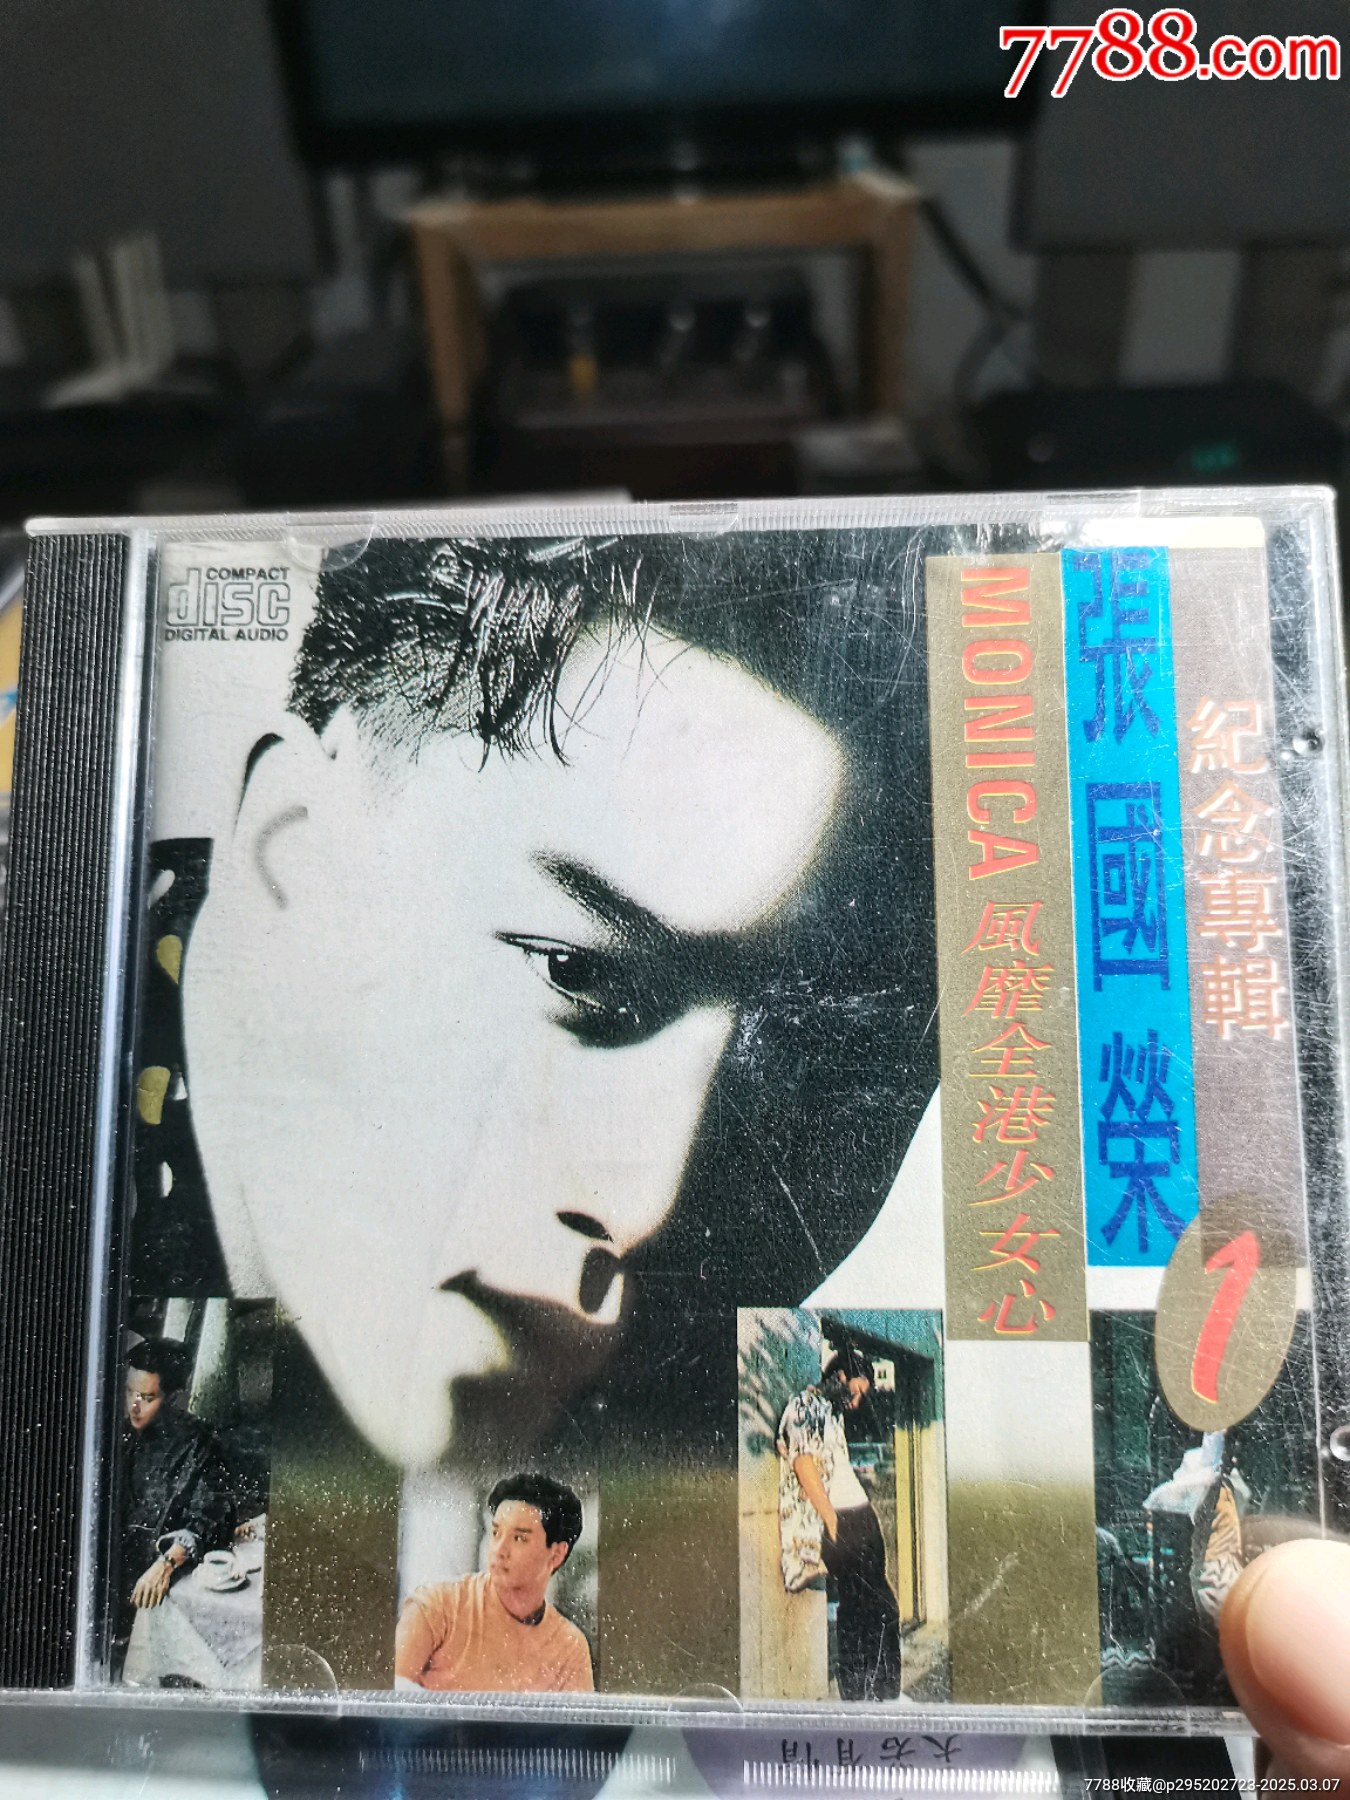 7788.com
COMPACT
disc
DIGITAL AUDIO
紀念專輯
張國榮
MONICA 風靡全港少女心
1
7788收藏@p295202723-2025.03.07